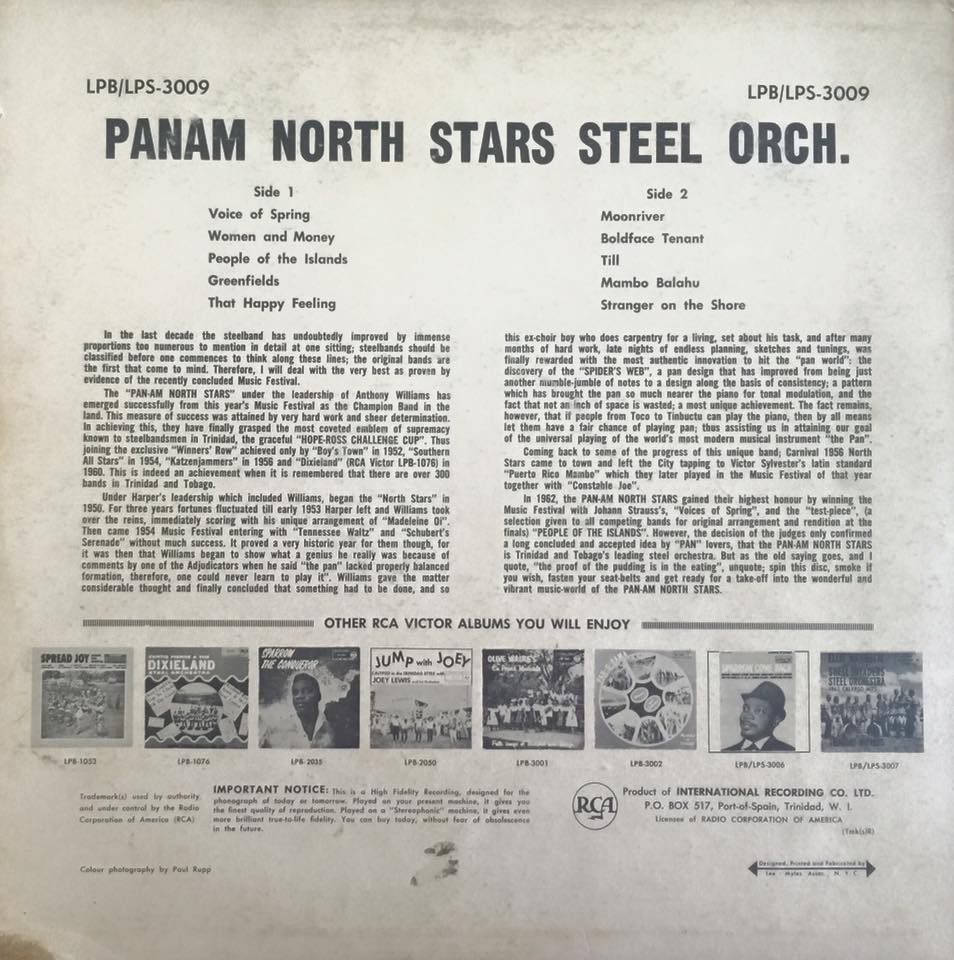 LPB/LPS-3009
LPB/LPS-3009
PANAM NORTH STARS STEEL ORCH.
Side 1
Voice of Spring
Women and Money
People of the Islands
Greenfields
That Happy Feeling
Side 2
Moonriver
Boldface Tenant
Till
Mambo Balahu
Stranger on the Shore
In the last decade the steelband has undoubtedly improved by immense
proportions too numerous to mention in detail at one sitting; steelbands should be
classified before one commences to think along these lines; the original bands are
the first that come to mind. Therefore, I will deal with the very best as proven by
evidence of the recently concluded Music Festival.
The "PAN-AM NORTH STARS" under the leadership of Anthony Williams has
emerged successfully from this year's Music Festival as the Champion Band in the
land. This measure of success was attained by very hard work and sheer determination.
In achieving this, they have finally grasped the most coveted emblem of supremacy
known to steelbandsmen in Trinidad, the graceful "HOPE-ROSS CHALLENGE CUP". Thus
joining the exclusive "Winners' Row" achieved only by "Boy's Town" in 1952, "Southern
All Stars" in 1954, "Katzenjammers" in 1956 and "Dixieland" (RCA Victor LPB-1076) in
1960. This is indeed an achievement when it is remembered that there are over 300
bands in Trinidad and Tobago.
Under Harper's leadership which included Williams, began the "North Stars" in
1950. For three years fortunes fluctuated till early 1953 Harper left and Williams took
over the reins, immediately scoring with his unique arrangement of "Madeleine Oi".
Then came 1954 Music Festival entering with "Tennessee Waltz" and "Schubert's
Serenade" without much success. It proved a very historic year for them though, for
it was then that Williams began to show what a genius he really was because of
comments by one of the Adjudicators when he said "the pan" lacked properly balanced
formation, therefore, one could never learn to play it". Williams gave the matter
considerable thought and finally concluded that something had to be done, and so
this ex-choir boy who does carpentry for a living, set about his task, and after many
months of hard work, late nights of endless planning, sketches and tunings, was
finally rewarded with the most authentic innovation to hit the "pan world": the
discovery of the "SPIDER'S WEB", a pan design that has improved from being just
another mumble-jumble of notes to a design along the basis of consistency; a pattern
which has brought the pan so much nearer the piano for tonal modulation, and the
fact that not an inch of space is wasted; a most unique achievement. The fact remains,
however, that if people from Toco to Timbuctu can play the piano, then by all means
let them have a fair chance of playing pan; thus assisting us in attaining our goal
of the universal playing of the world's most modern musical instrument "the Pan".
Coming back to some of the progress of this unique band; Carnival 1956 North
Stars came to town and left the City tapping to Victor Sylvester's latin standard
"Puerto Rico Mambo" which they later played in the Music Festival of that year
together with "Constable Joe".
In 1962, the PAN-AM NORTH STARS gained their highest honour by winning the
Music Festival with Johann Strauss's, "Voices of Spring", and the "test-piece", (a
selection given to all competing bands for original arrangement and rendition at the
finals) "PEOPLE OF THE ISLANDS". However, the decision of the judges only confirmed
a long concluded and accepted idea by "PAN" lovers, that the PAN-AM NORTH STARS
is Trinidad and Tobago's leading steel orchestra. But as the old saying goes, and I
quote, "the proof of the pudding is in the eating", unquote; spin this disc, smoke if
you wish, fasten your seat-belts and get ready for a take-off into the wonderful and
vibrant music-world of the PAN-AM NORTH STARS.
OTHER RCA VICTOR ALBUMS YOU WILL ENJOY
SPREAD JOY
DIXIELAND
STEEL ORCHESTRA
SPARROW
THE CONQUEROR
JUMP with JOEY
JOEY LEWIS
OLIVE WALKE'S
SPARROW COME BACK
STEEL ORCHESTRA
LPB-1053
LPB-1076
LPB-2035
LPB-2050
LPB-3001
LPB-3002
LPB/LPS-3006
LPB/LPS-3007
Trademark(s) used by authority
and under control by the Radio
Corporation of America (RCA)
IMPORTANT NOTICE: This is a High Fidelity Recording, designed for the
phonograph of today or tomorrow. Played on your present machine, it gives you
the finest quality of reproduction. Played on a "Stereophonic" machine, it gives even
more brilliant true-to-life fidelity. You can buy today, without fear of obsolescence
in the future.
RCA
Product of INTERNATIONAL RECORDING CO. LTD.
P.O. BOX 517, Port-of-Spain, Trinidad, W. I.
Licensee of RADIO CORPORATION OF AMERICA
(Tmk(s)R)
Colour photography by Paul Rupp
Designed, Printed and Fabricated by
Lee - Myles Assoc. N. Y. C.